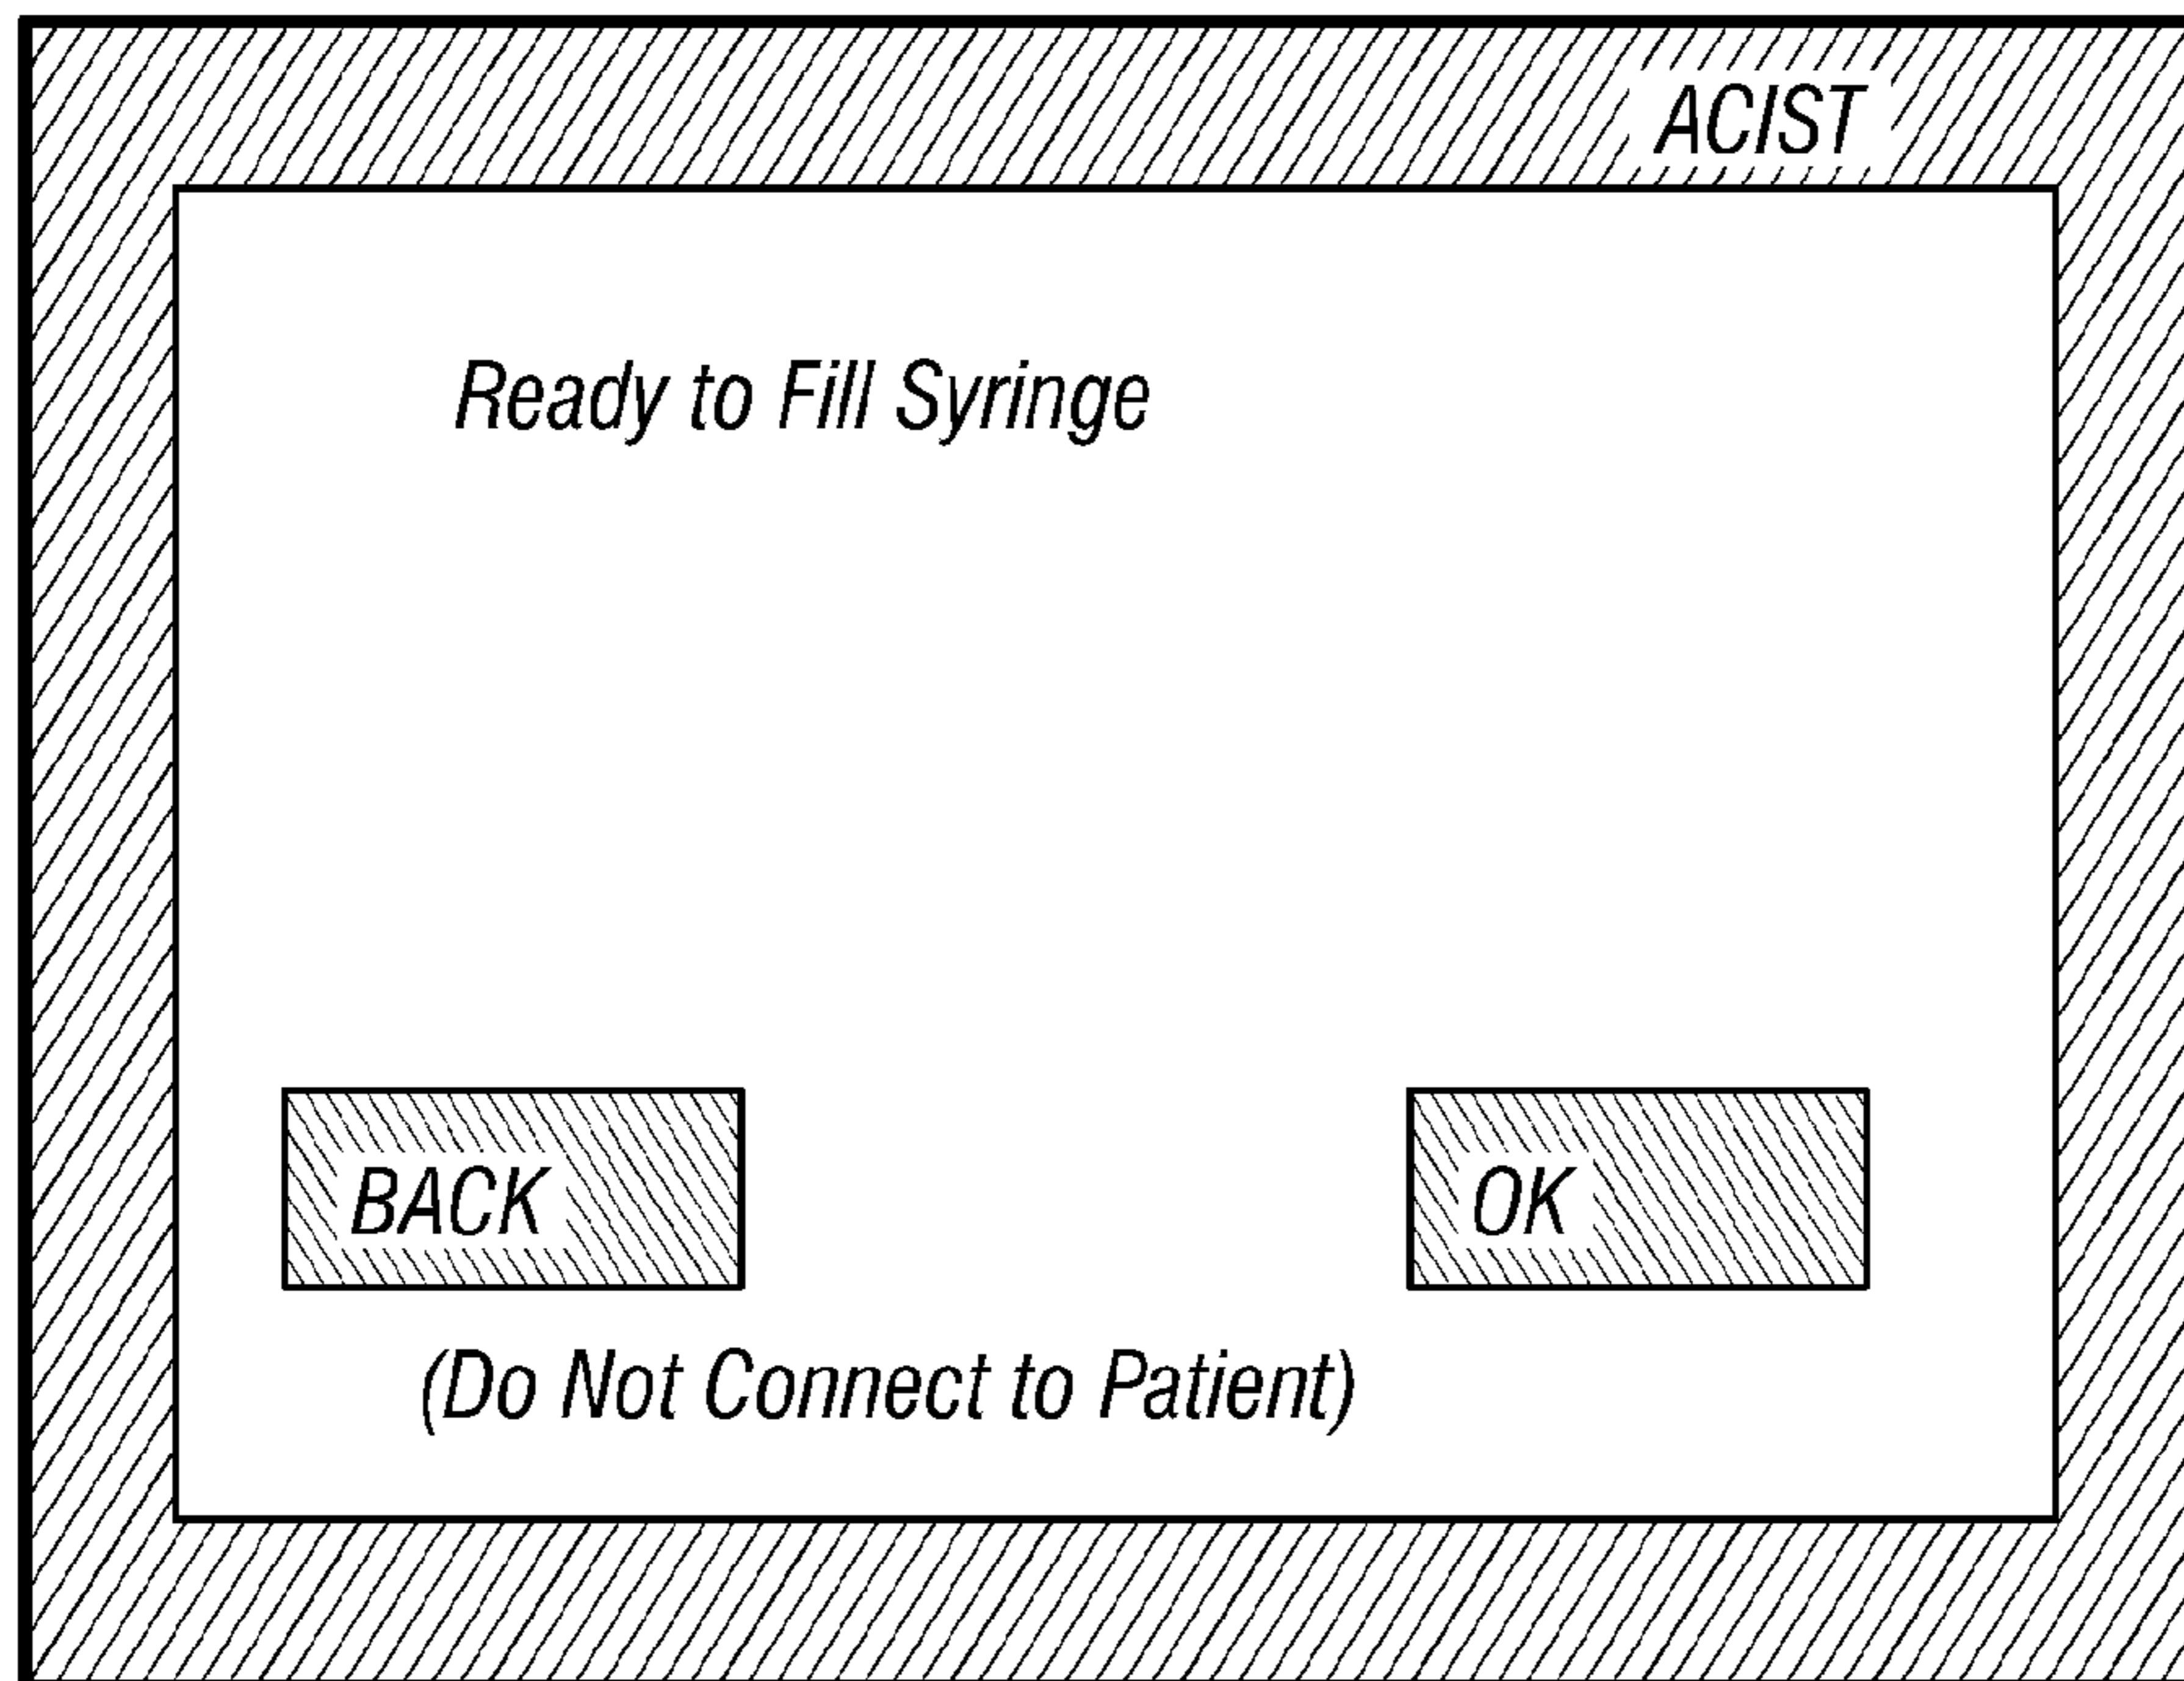 ACIST
Ready to Fill Syringe
BACK
OK
(Do Not Connect to Patient)